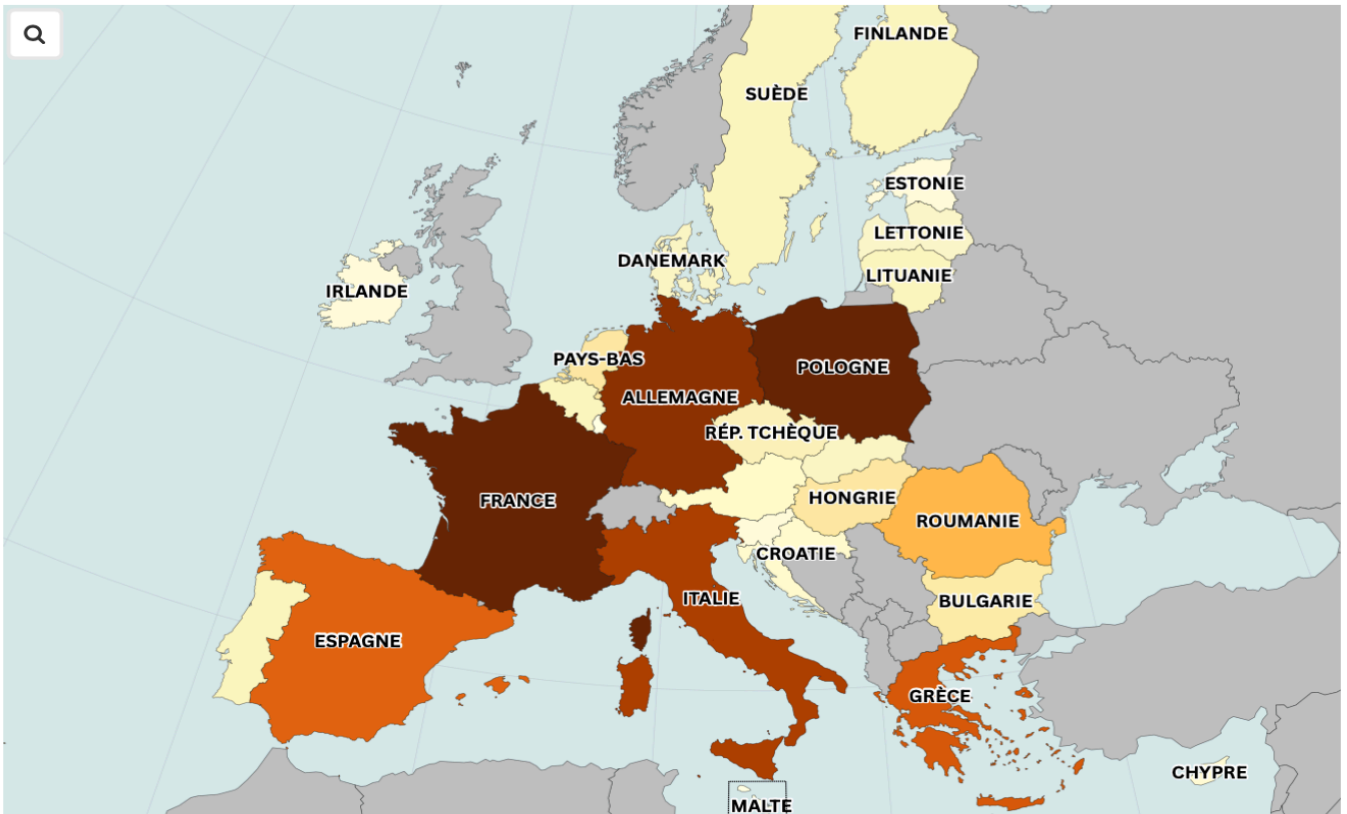 FINLANDE
SUÈDE
ESTONIE
LETTONIE
DANEMARK
LITUANIE
IRLANDE
PAYS-BAS
POLOGNE
ALLEMAGNE
RÉP. TCHÈQUE
HONGRIE
FRANCE
ROUMANIE
CROATIE
ITALIE
BULGARIE
ESPAGNE
GRÈCE
CHYPRE
MALTE